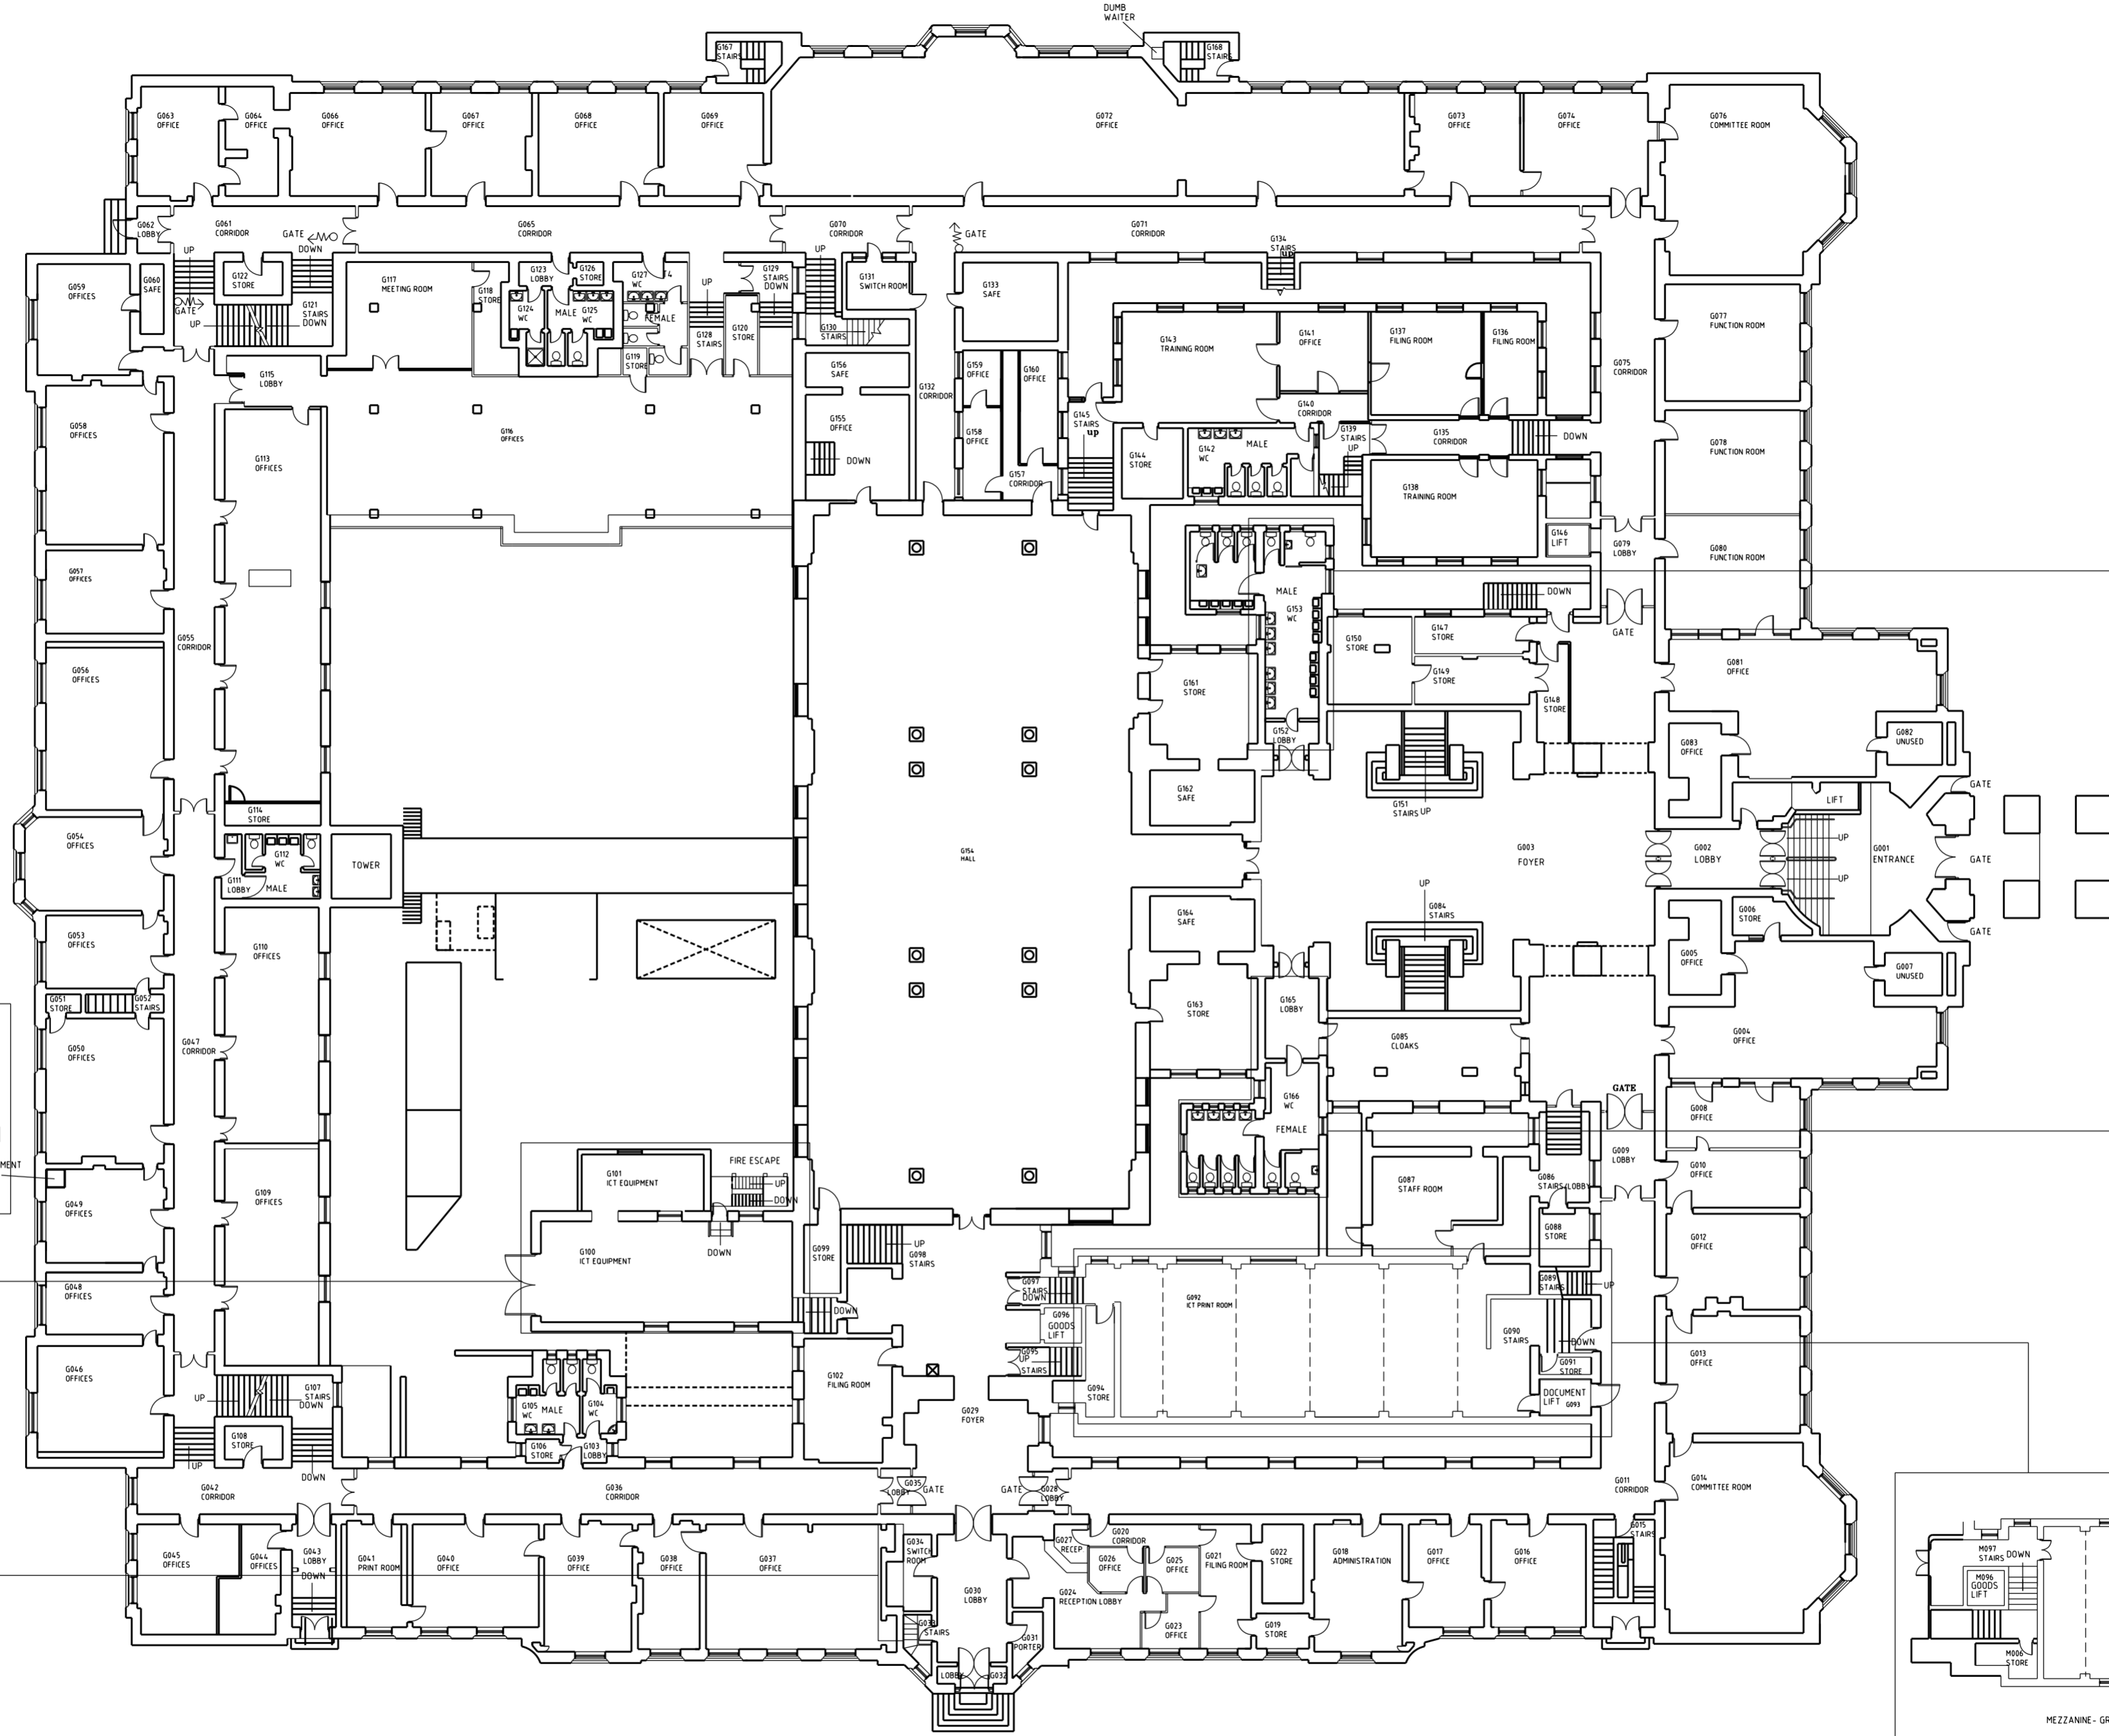 DUMB
WAITER
G167
STAIRS
G168
STAIRS
G063
OFFICE
G064
OFFICE
G066
OFFICE
G067
OFFICE
G068
OFFICE
G069
OFFICE
G072
OFFICE
G073
OFFICE
G074
OFFICE
G076
COMMITTEE ROOM
G062
LOBBY
G061
CORRIDOR
GATE
G065
CORRIDOR
G070
CORRIDOR
GATE
G071
CORRIDOR
G134
STAIRS
up
UP
DOWN
UP
G059
OFFICES
G060
SAFE
G122
STORE
G121
STAIRS
DOWN
GATE
UP
G117
MEETING ROOM
G118
STORE
G123
LOBBY
G126
STORE
G124
WC
MALE
G125
WC
G127
WC
FEMALE
G119
STORE
UP
G128
STAIRS
G129
STAIRS
DOWN
G120
STORE
G130
STAIRS
G131
SWITCH ROOM
G133
SAFE
G077
FUNCTION ROOM
G143
TRAINING ROOM
G141
OFFICE
G137
FILING ROOM
G136
FILING ROOM
G075
CORRIDOR
G115
LOBBY
G156
SAFE
G132
CORRIDOR
G159
OFFICE
G160
OFFICE
G145
STAIRS
up
G140
CORRIDOR
G058
OFFICES
G116
OFFICES
G155
OFFICE
DOWN
G158
OFFICE
G157
CORRIDOR
G144
STORE
G142
WC
MALE
G139
STAIRS
UP
G135
CORRIDOR
DOWN
G078
FUNCTION ROOM
G113
OFFICES
G138
TRAINING ROOM
G146
LIFT
G079
LOBBY
G080
FUNCTION ROOM
G057
OFFICES
MALE
G153
WC
DOWN
GATE
G055
CORRIDOR
G056
OFFICES
G150
STORE
G147
STORE
G149
STORE
G148
STORE
G161
STORE
G081
OFFICE
G152
LOBBY
G083
OFFICE
G082
UNUSED
G162
SAFE
G151
STAIRS UP
GATE
LIFT
G114
STORE
G054
OFFICES
G112
WC
G111
LOBBY
MALE
TOWER
G154
HALL
G003
FOYER
G002
LOBBY
UP
G001
ENTRANCE
GATE
UP
UP
G084
STAIRS
G164
SAFE
G006
STORE
GATE
G053
OFFICES
G110
OFFICES
G005
OFFICE
G007
UNUSED
G051
STORE
G052
STAIRS
G163
STORE
G165
LOBBY
G050
OFFICES
G047
CORRIDOR
G085
CLOAKS
G004
OFFICE
GATE
G166
WC
FEMALE
G008
OFFICE
MENT
G049
OFFICES
G109
OFFICES
G101
ICT EQUIPMENT
FIRE ESCAPE
UP
DOWN
G087
STAFF ROOM
G086
STAIRS/LOBBY
G009
LOBBY
G010
OFFICE
G088
STORE
G012
OFFICE
G100
ICT EQUIPMENT
DOWN
G099
STORE
UP
G098
STAIRS
G048
OFFICES
G097
STAIRS
DOWN
G092
ICT PRINT ROOM
G089
STAIRS
UP
DOWN
G096
GOODS
LIFT
G090
STAIRS
DOWN
G091
STORE
G013
OFFICE
G046
OFFICES
G095
UP
STAIRS
G102
FILING ROOM
G094
STORE
DOCUMENT
LIFT G093
UP
G107
STAIRS
DOWN
G105
WC
MALE
G104
WC
G029
FOYER
G108
STORE
G106
STORE
G103
LOBBY
UP
DOWN
G042
CORRIDOR
G036
CORRIDOR
G035
LOBBY
GATE
GATE
G028
LOBBY
G011
CORRIDOR
G014
COMMITTEE ROOM
G045
OFFICES
G044
OFFICES
G043
LOBBY
DOWN
G041
PRINT ROOM
G040
OFFICE
G039
OFFICE
G038
OFFICE
G037
OFFICE
G034
SWITCH
ROOM
G030
LOBBY
G027
RECEP
G020
CORRIDOR
G026
OFFICE
G025
OFFICE
G021
FILING ROOM
G022
STORE
G018
ADMINISTRATION
G017
OFFICE
G016
OFFICE
G015
STAIRS
G024
RECEPTION LOBBY
G033
STAIRS
G031
PORTER
G023
OFFICE
G019
STORE
LOBBY
G032
M097
STAIRS
DOWN
M096
GOODS
LIFT
M006
STORE
MEZZANINE- GR